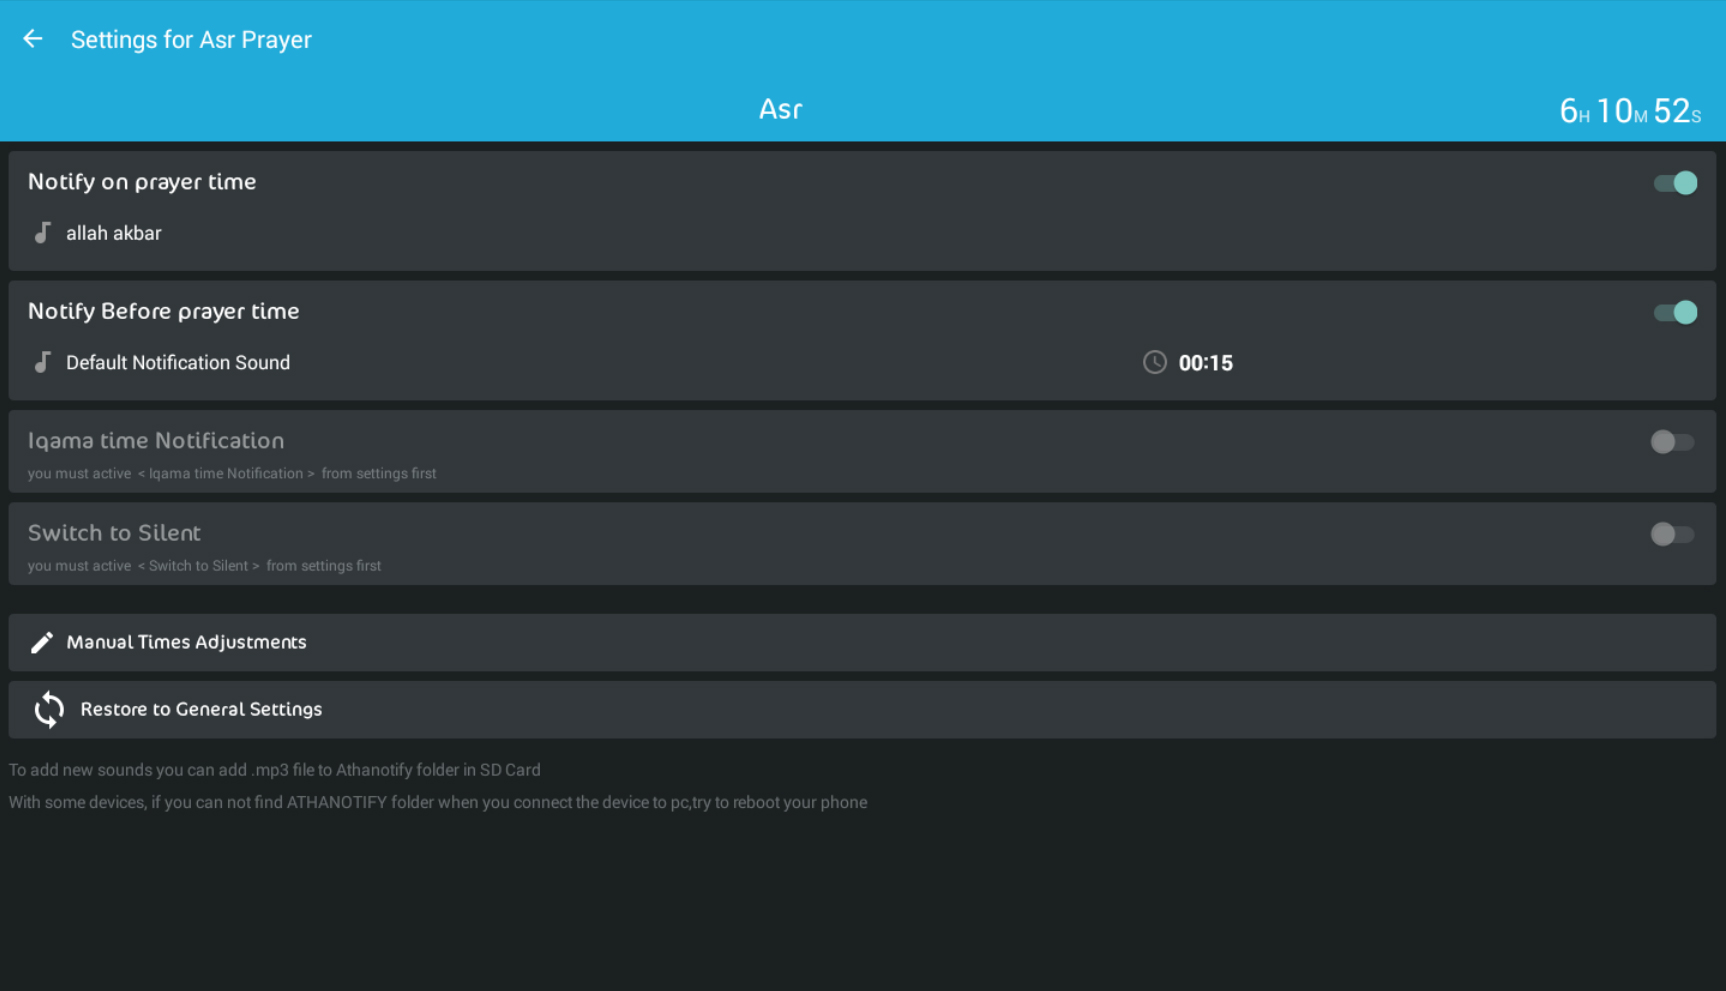 Settings for Asr Prayer
Asr
6H 10M 52S
Notify on prayer time
allah akbar
Notify Before prayer time
Default Notification Sound
00:15
Iqama time Notification
you must active < Iqama time Notification > from settings first
Switch to Silent
you must active < Switch to Silent > from settings first
Manual Times Adjustments
Restore to General Settings
To add new sounds you can add .mp3 file to Athanotify folder in SD Card
With some devices, if you can not find ATHANOTIFY folder when you connect the device to pc,try to reboot your phone